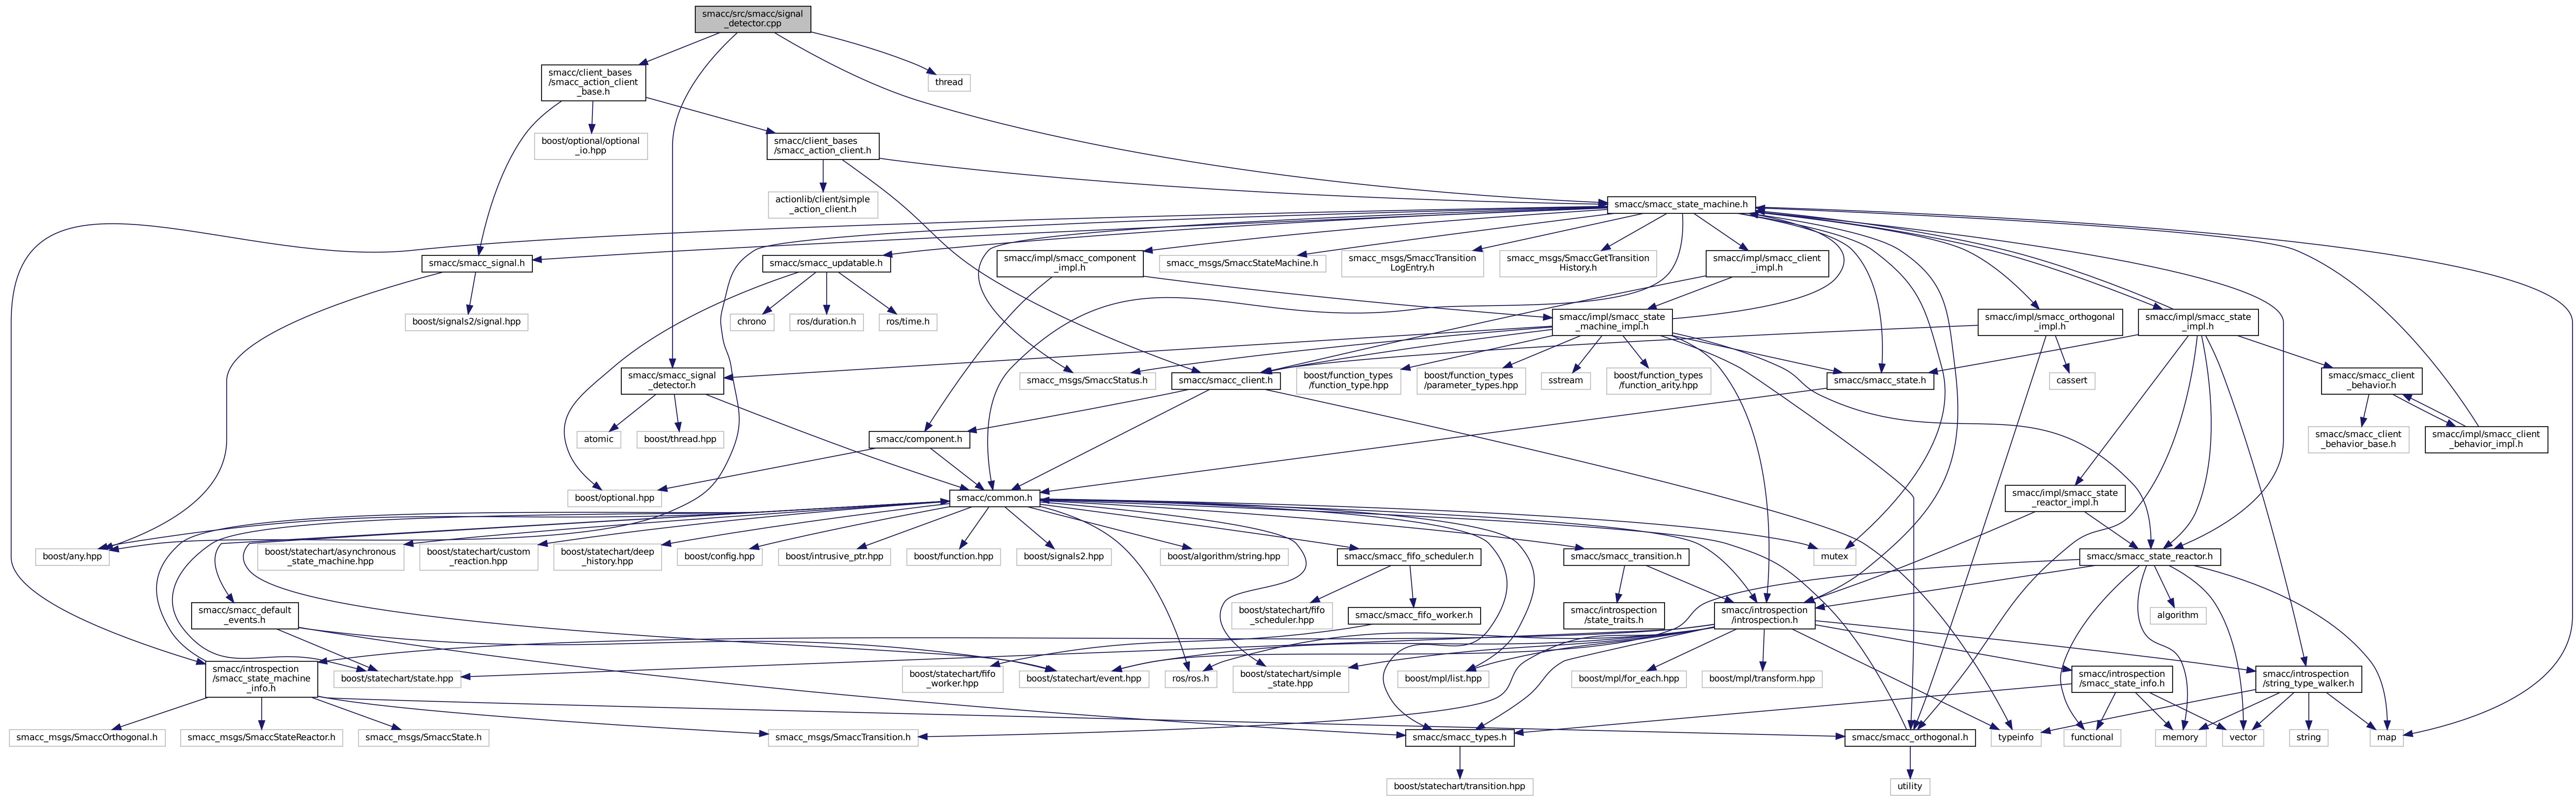 smacc/src/smacc/signal
_detector.cpp
smacc/client_bases
/smacc_action_client
_base.h
thread
boost/optional/optional
_io.hpp
smacc/client_bases
/smacc_action_client.h
actionlib/client/simple
_action_client.h
smacc/smacc_state_machine.h
smacc/smacc_signal.h
smacc/smacc_updatable.h
smacc/impl/smacc_component
_impl.h
smacc_msgs/SmaccStateMachine.h
smacc_msgs/SmaccTransition
LogEntry.h
smacc_msgs/SmaccGetTransition
History.h
smacc/impl/smacc_client
_impl.h
boost/signals2/signal.hpp
chrono
ros/duration.h
ros/time.h
smacc/impl/smacc_state
_machine_impl.h
smacc/impl/smacc_orthogonal
_impl.h
smacc/impl/smacc_state
_impl.h
smacc/smacc_signal
_detector.h
smacc_msgs/SmaccStatus.h
smacc/smacc_client.h
boost/function_types
/function_type.hpp
boost/function_types
/parameter_types.hpp
sstream
boost/function_types
/function_arity.hpp
smacc/smacc_state.h
cassert
smacc/smacc_client
_behavior.h
atomic
boost/thread.hpp
smacc/component.h
smacc/smacc_client
_behavior_base.h
smacc/impl/smacc_client
_behavior_impl.h
boost/optional.hpp
smacc/common.h
smacc/impl/smacc_state
_reactor_impl.h
boost/any.hpp
boost/statechart/asynchronous
_state_machine.hpp
boost/statechart/custom
_reaction.hpp
boost/statechart/deep
_history.hpp
boost/config.hpp
boost/intrusive_ptr.hpp
boost/function.hpp
boost/signals2.hpp
boost/algorithm/string.hpp
smacc/smacc_fifo_scheduler.h
smacc/smacc_transition.h
mutex
smacc/smacc_state_reactor.h
smacc/smacc_default
_events.h
boost/statechart/fifo
_scheduler.hpp
smacc/smacc_fifo_worker.h
smacc/introspection
/state_traits.h
smacc/introspection
/introspection.h
algorithm
smacc/introspection
/smacc_state_machine
_info.h
boost/statechart/state.hpp
boost/statechart/fifo
_worker.hpp
boost/statechart/event.hpp
ros/ros.h
boost/statechart/simple
_state.hpp
boost/mpl/list.hpp
boost/mpl/for_each.hpp
boost/mpl/transform.hpp
smacc/introspection
/smacc_state_info.h
smacc/introspection
/string_type_walker.h
smacc_msgs/SmaccOrthogonal.h
smacc_msgs/SmaccStateReactor.h
smacc_msgs/SmaccState.h
smacc_msgs/SmaccTransition.h
smacc/smacc_types.h
smacc/smacc_orthogonal.h
typeinfo
functional
memory
vector
string
map
boost/statechart/transition.hpp
utility